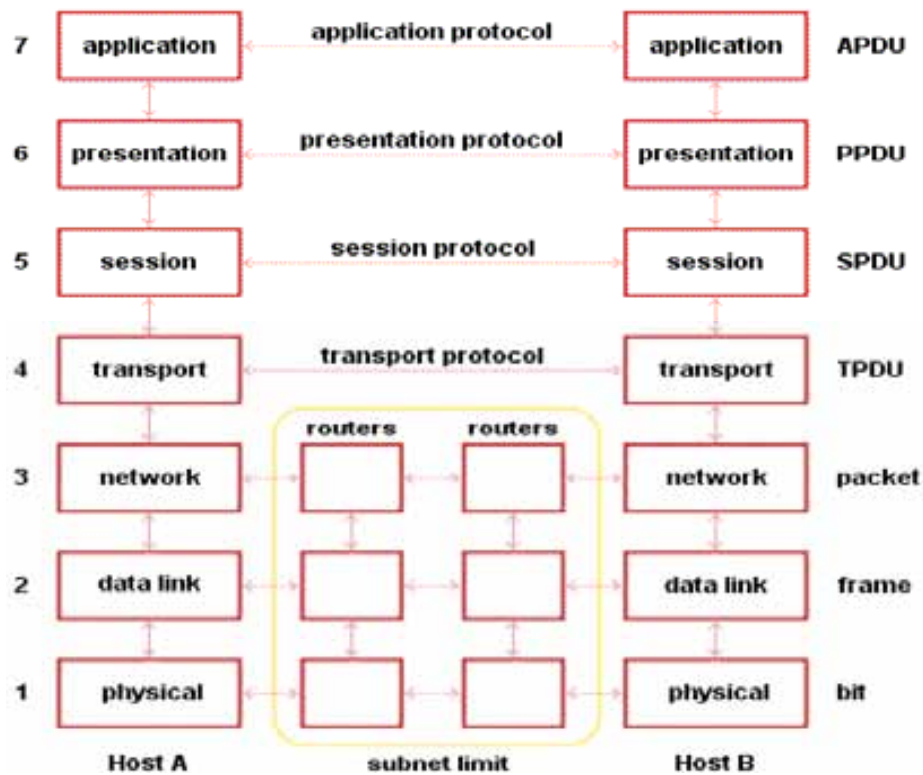 7 application application protocol application APDU
6 presentation presentation protocol presentation PPDU
5 session session protocol session SPDU
4 transport transport protocol transport TPDU
routers routers
3 network network packet
2 data link data link frame
1 physical physical bit
Host A subnet limit Host B